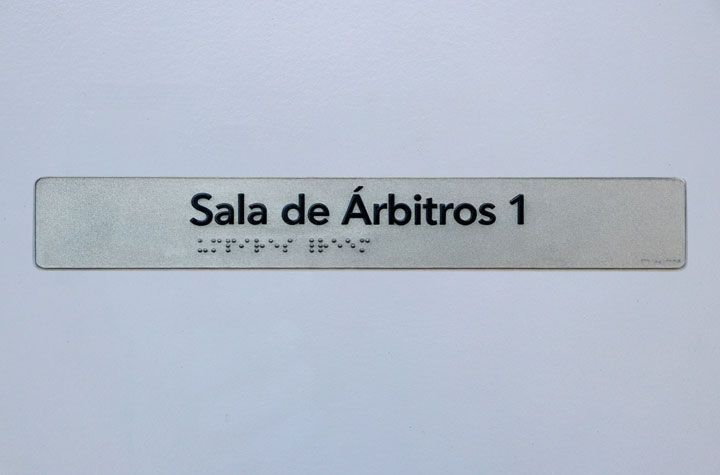 Sala de Árbitros 1